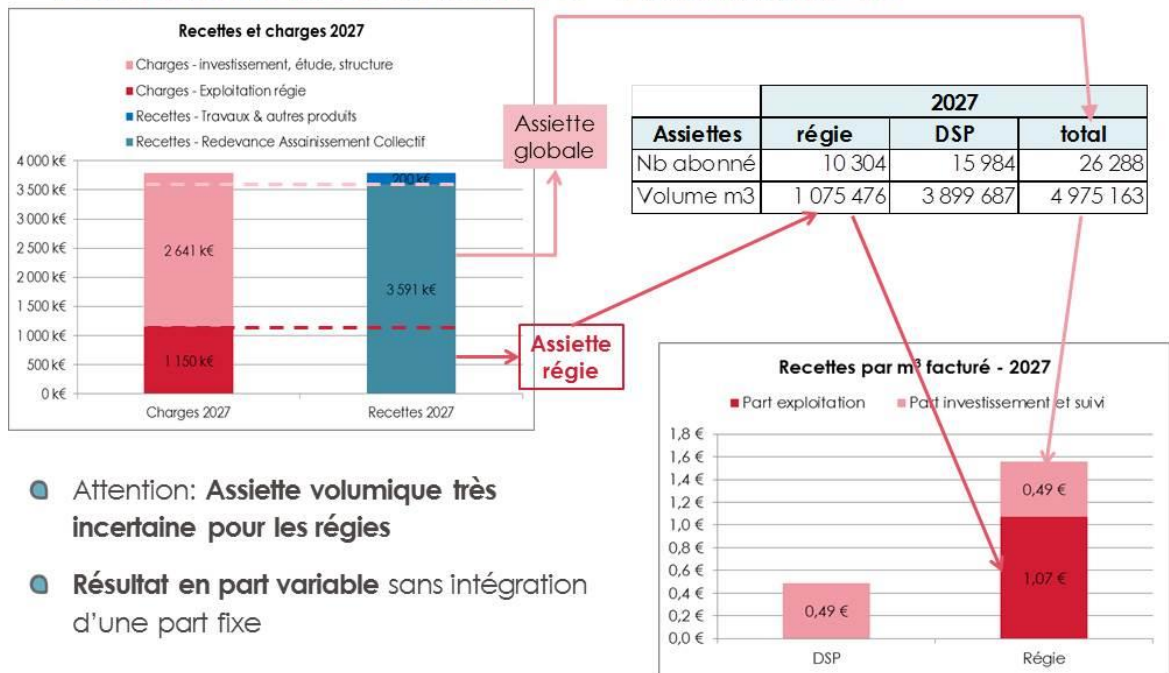 Recettes et charges 2027
Charges - investissement, étude, structure
Charges - Exploitation régie
Recettes - Travaux & autres produits
Recettes - Redevance Assainissement Collectif
4 000 k€
3 500 k€
3 000 k€
2 500 k€
2 000 k€
1 500 k€
1 000 k€
500 k€
0 k€
2 641 k€
1 150 k€
200 k€
3 591 k€
Charges 2027
Recettes 2027
Assiette
globale
Assiette
régie
2027
Assiettes régie DSP total
Nb abonné 10 304 15 984 26 288
Volume m3 1 075 476 3 899 687 4 975 163
Attention: Assiette volumique très
incertaine pour les régies
Résultat en part variable sans intégration
d'une part fixe
Recettes par m³ facturé - 2027
Part exploitation
Part investissement et suivi
1,8 €
1,6 €
1,4 €
1,2 €
1,0 €
0,8 €
0,6 €
0,4 €
0,2 €
0,0 €
0,49 €
0,49 €
1,07 €
DSP
Régie